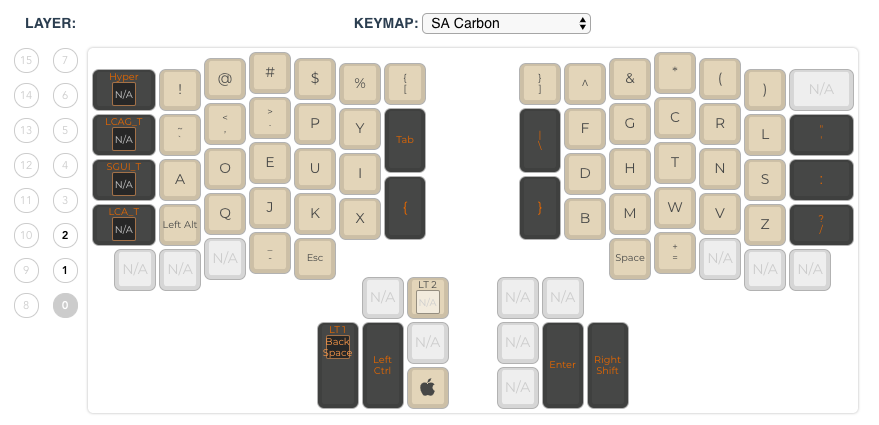 LAYER: KEYMAP: SA Carbon
15 7
14 6
13 5
12 4
11 3
10 2
9 1
8 0
Hyper N/A ! @ # $ % { [
} ] ^ & * ( ) N/A
LCAG_T N/A < , > . P Y Tab
| \ F G C R L "
SGUI_T N/A A O E U I {
D H T N S :
LCA_T N/A Left Alt Q J K X
} B M W V Z ? /
N/A N/A N/A _ - Esc
Space + = N/A N/A N/A
N/A LT 2 N/A
N/A N/A
LT 1 Back Space Left Ctrl N/A
N/A Enter Right Shift
N/A